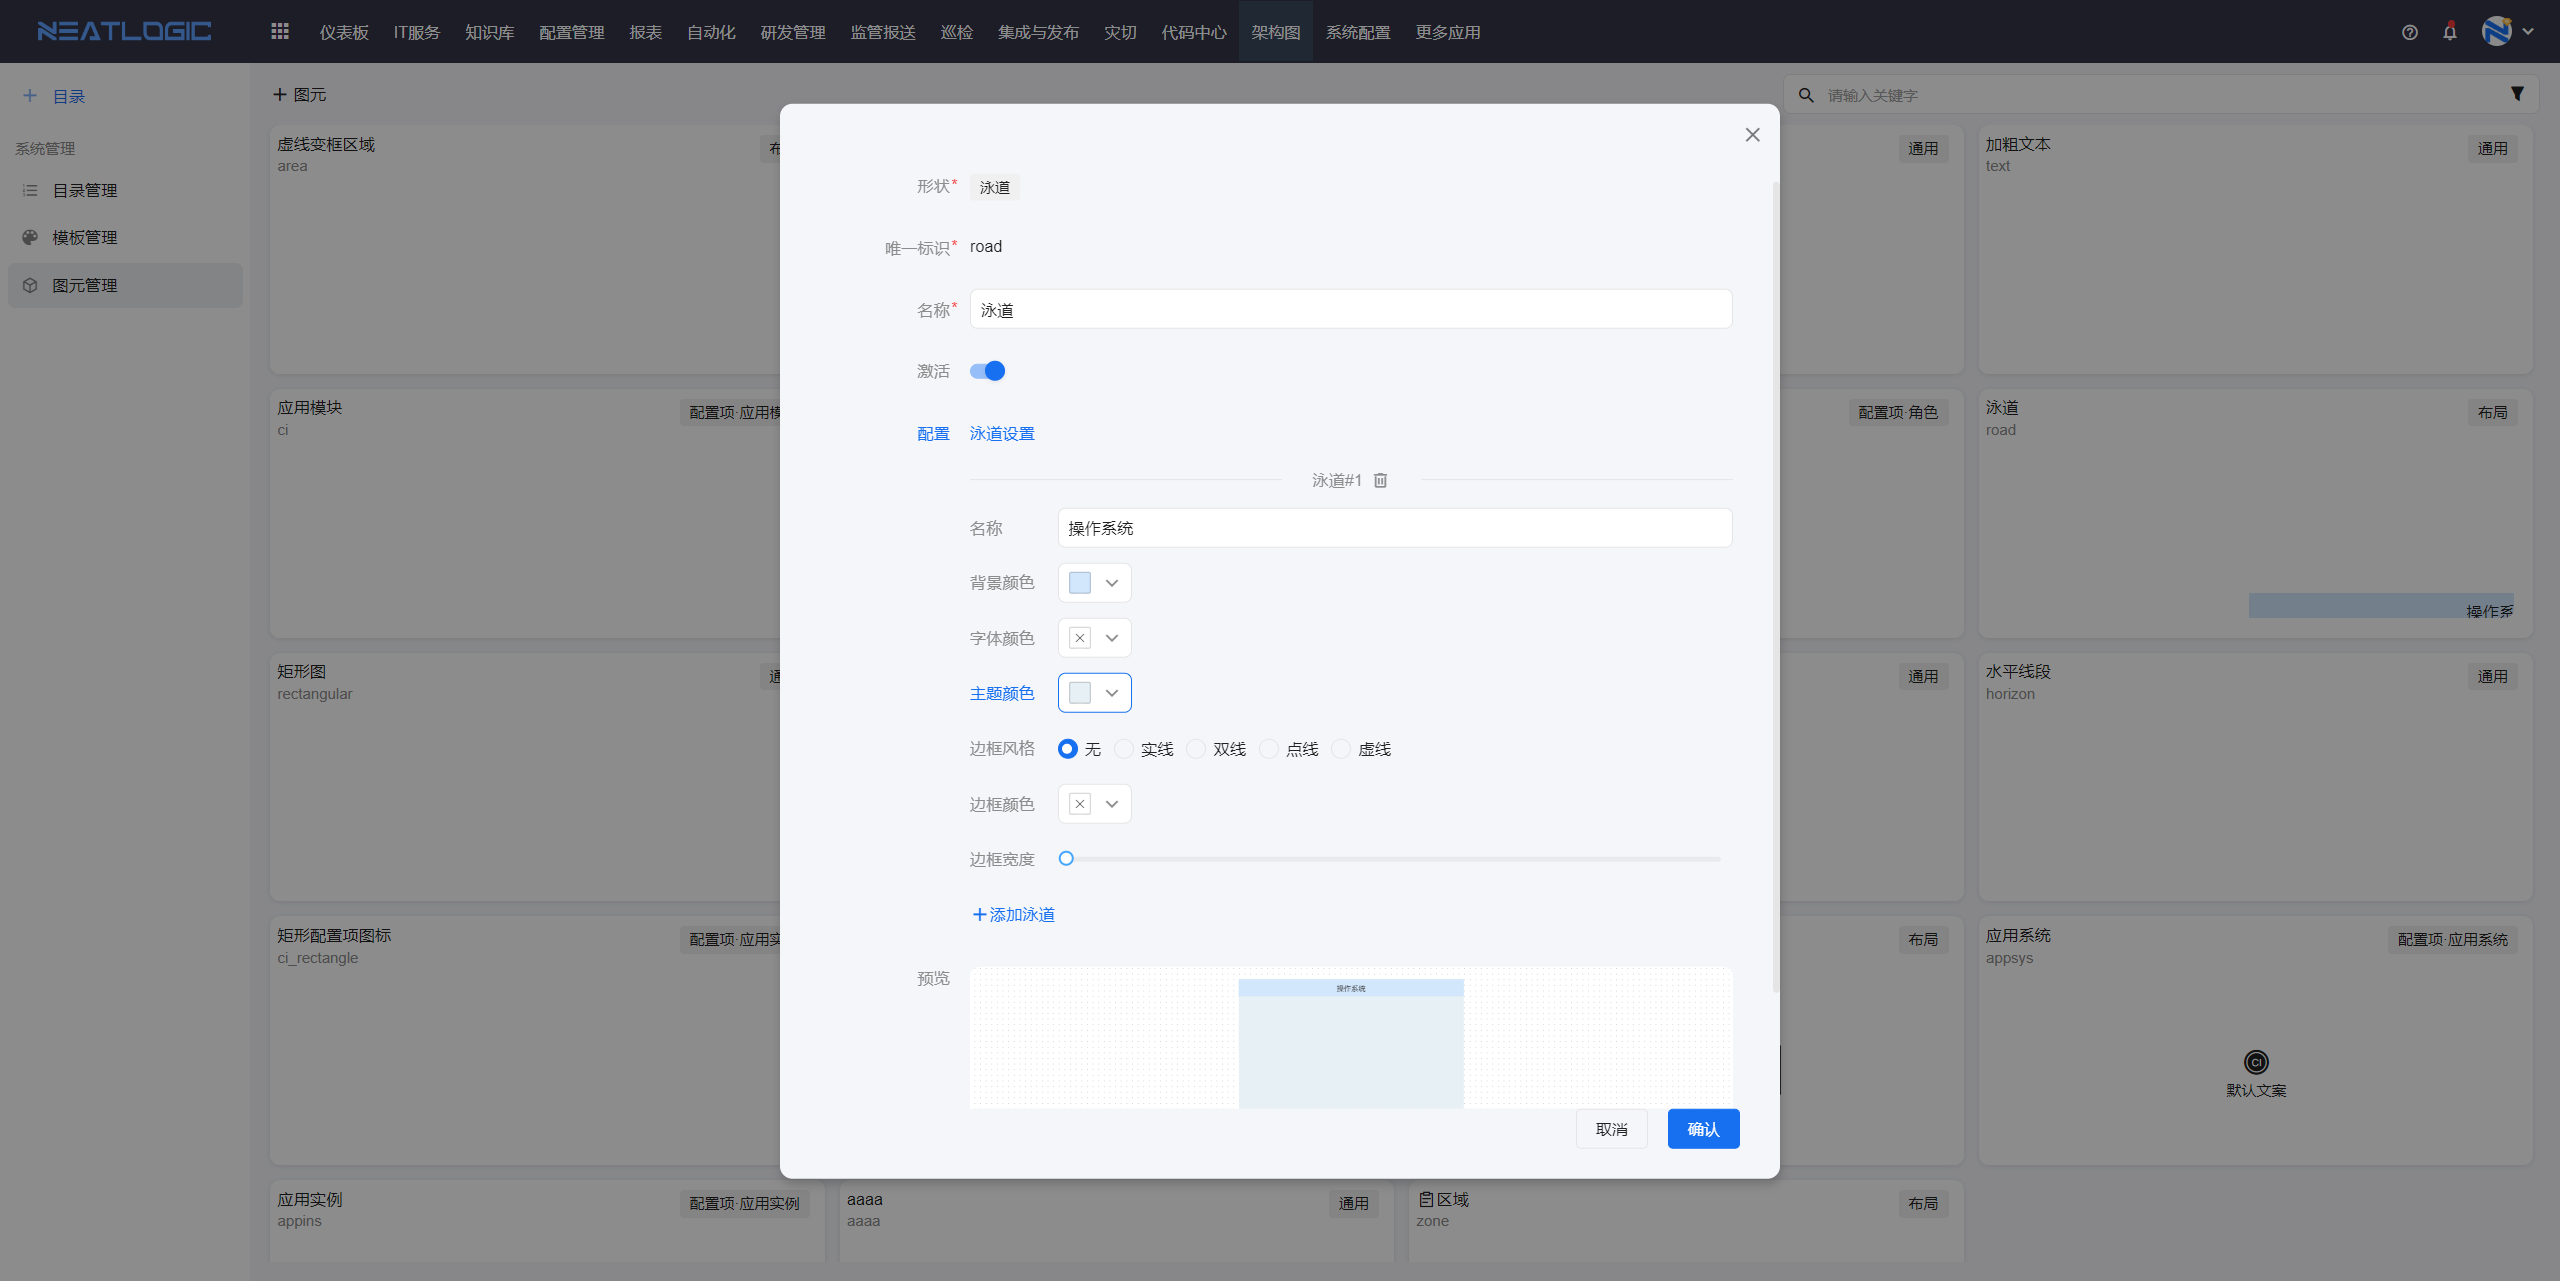 NEATLOGIC
仪表板 IT服务 知识库 配置管理 报表 自动化 研发管理 监管报送 巡检 集成与发布 灾切 代码中心 架构图 系统配置 更多应用
目录
系统管理
目录管理
模板管理
图元管理
图元
请输入关键字
虚线变框区域
area
布
通用
加粗文本
text
通用
应用模块
ci
配置项·应用模
配置项·角色
泳道
road
布局
操作系
矩形图
rectangular
通
通用
水平线段
horizon
通用
矩形配置项图标
ci_rectangle
配置项·应用实
布局
应用系统
appsys
配置项·应用系统
CI
默认文案
应用实例
appins
配置项·应用实例
aaaa
aaaa
通用
区域
zone
布局
形状* 泳道
唯一标识* road
名称* 泳道
激活
配置 泳道设置
泳道#1
名称 操作系统
背景颜色
字体颜色
主题颜色
边框风格 无 实线 双线 点线 虚线
边框颜色
边框宽度
添加泳道
预览
操作系统
取消 确认